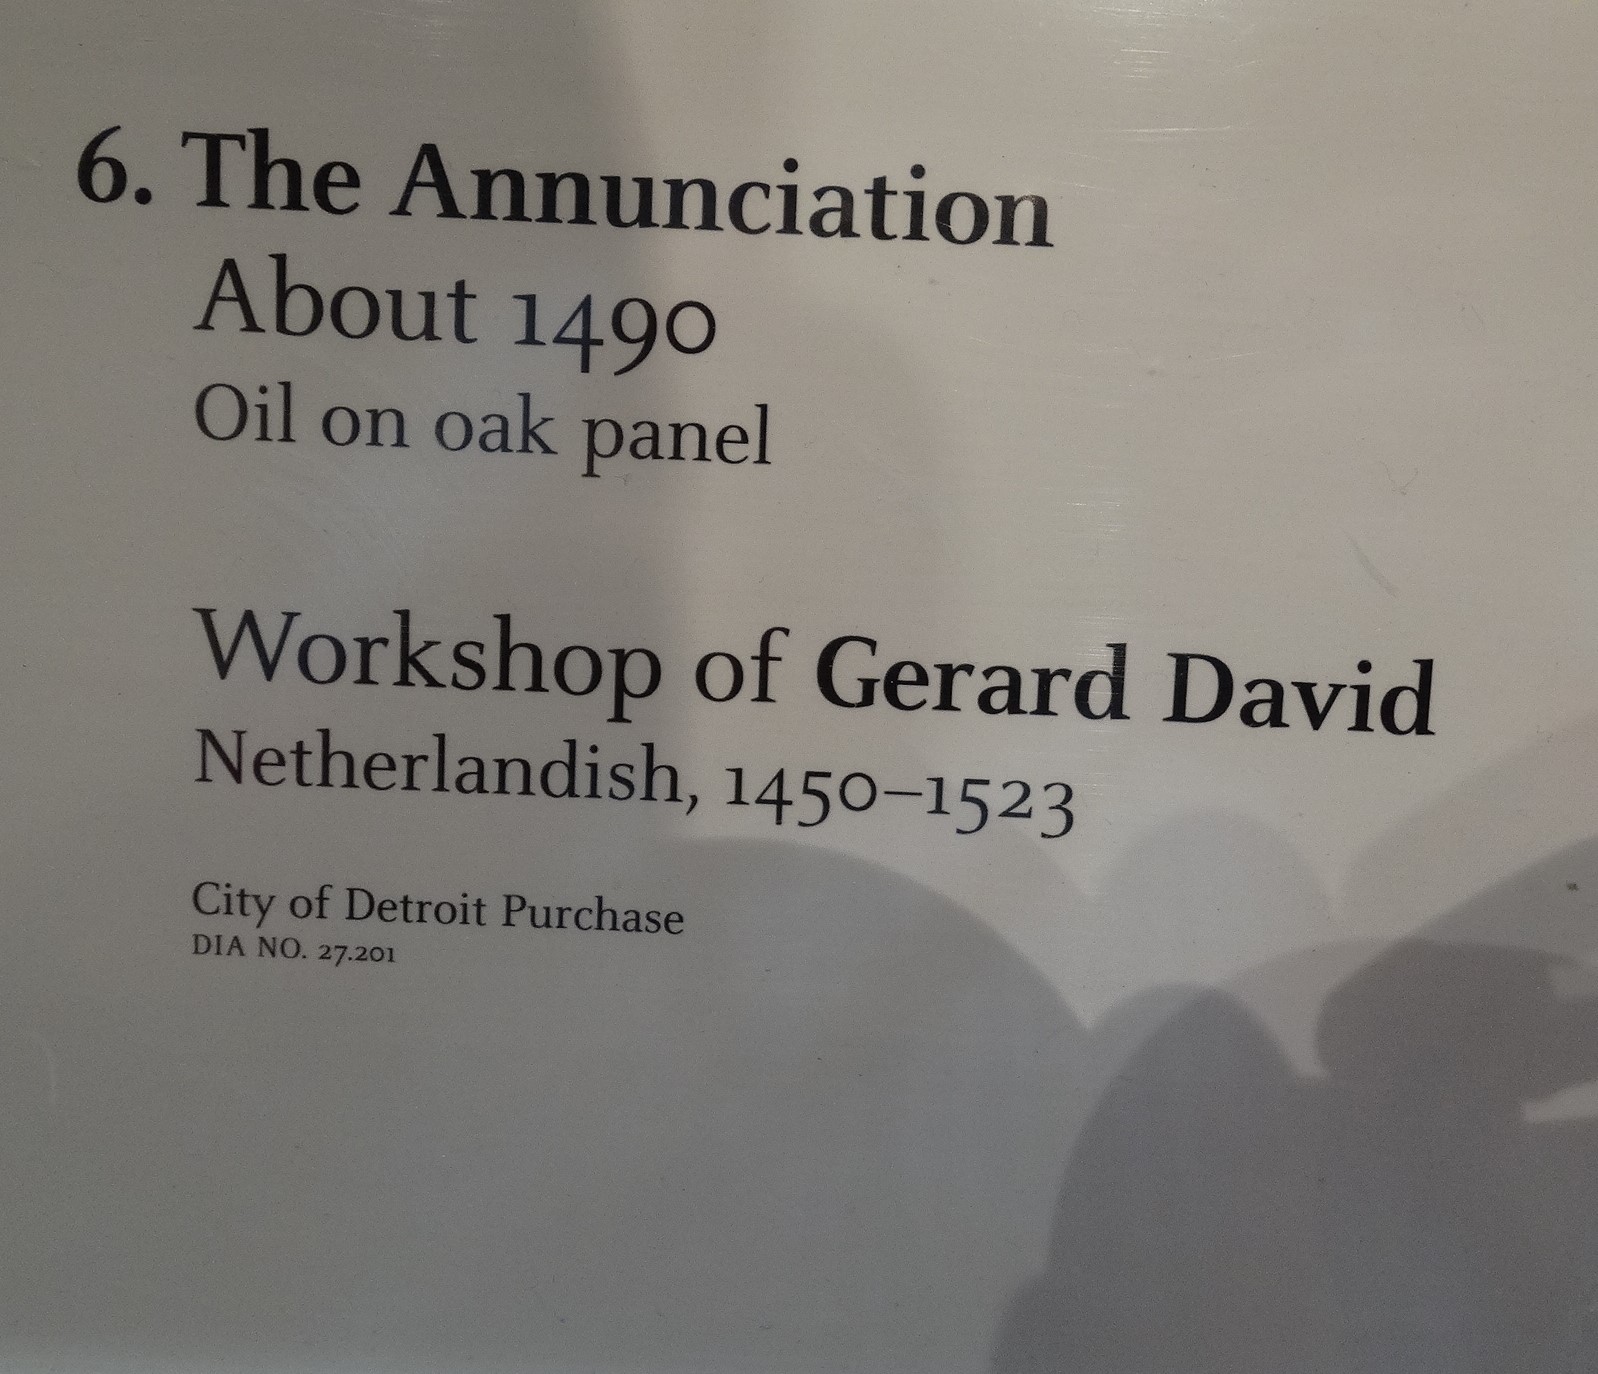 6. The Annunciation
About 1490
Oil on oak panel
Workshop of Gerard David
Netherlandish, 1450–1523
City of Detroit Purchase
DIA NO. 27.201